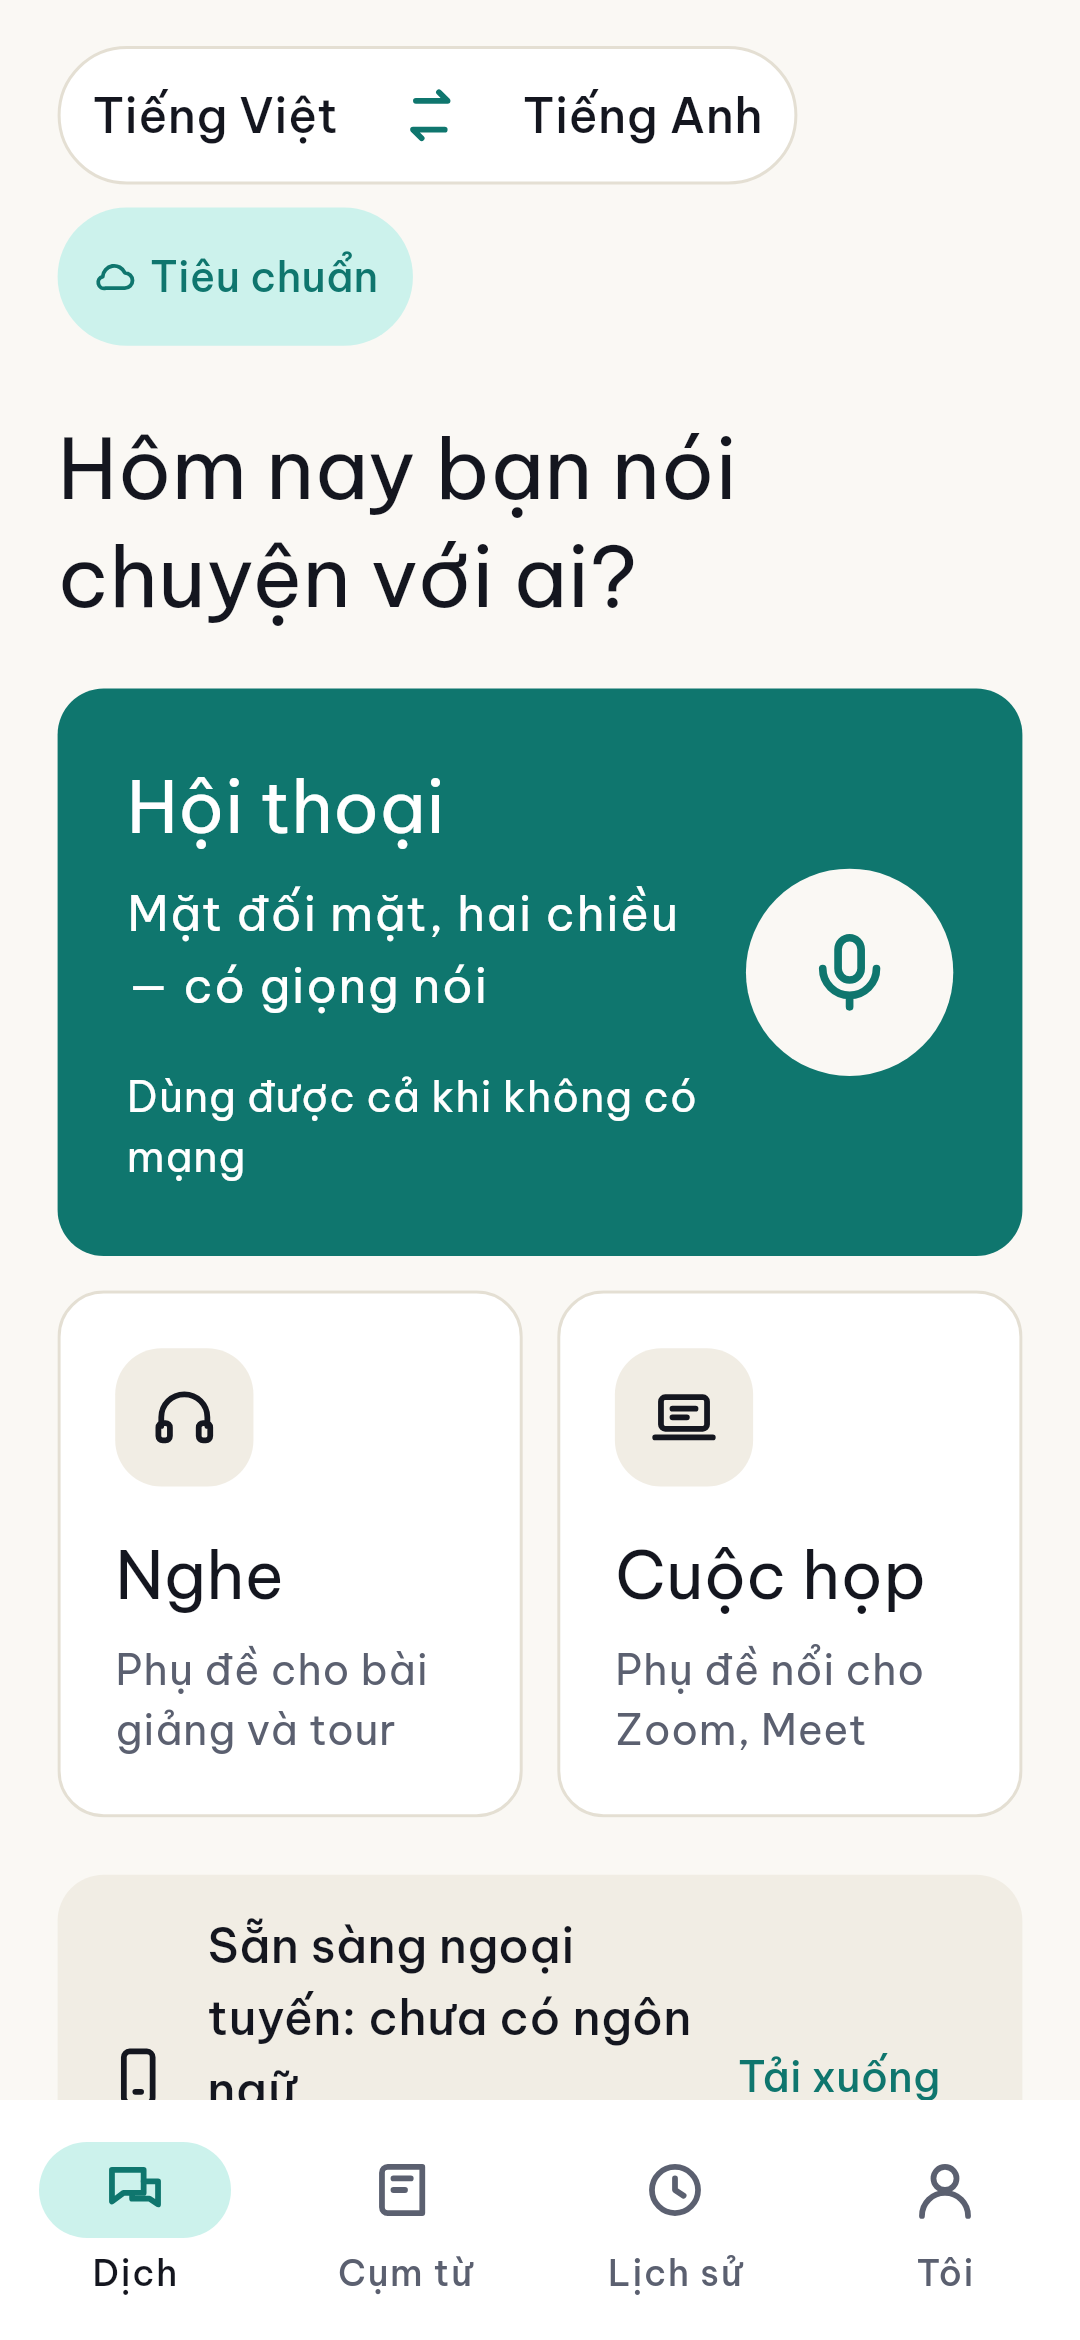 Tiếng Việt
Tiếng Anh
Tiêu chuẩn
Hôm nay bạn nói
chuyện với ai?
Hội thoại
Mặt đối mặt, hai chiều
— có giọng nói
Dùng được cả khi không có
mạng
Nghe
Phụ đề cho bài
giảng và tour
Cuộc họp
Phụ đề nổi cho
Zoom, Meet
Sẵn sàng ngoại
tuyến: chưa có ngôn
ngữ
Tải xuống
Dịch
Cụm từ
Lịch sử
Tôi